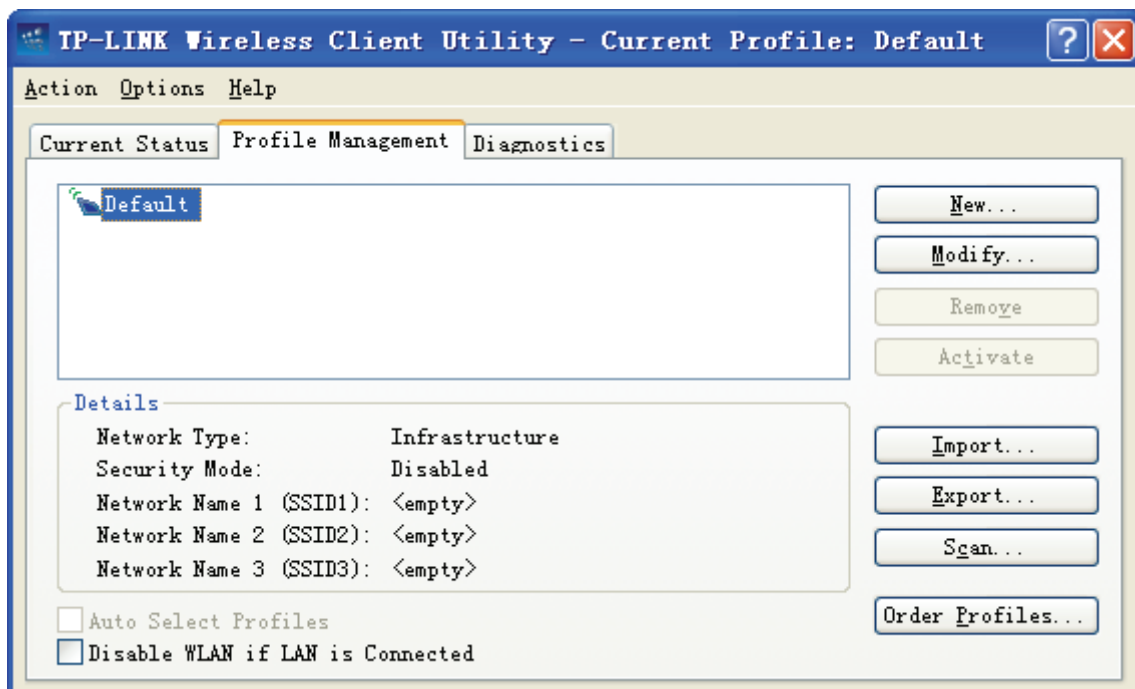 TP-LINK Wireless Client Utility - Current Profile: Default
Action Options Help
Current Status Profile Management Diagnostics
Default
New...
Modify...
Remove
Activate
Details
Network Type: Infrastructure
Security Mode: Disabled
Network Name 1 (SSID1): <empty>
Network Name 2 (SSID2): <empty>
Network Name 3 (SSID3): <empty>
Import...
Export...
Scan...
Order Profiles...
Auto Select Profiles
Disable WLAN if LAN is Connected